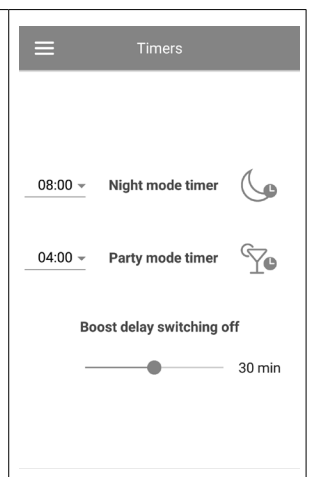 Timers
08:00 Night mode timer
04:00 Party mode timer
Boost delay switching off
30 min